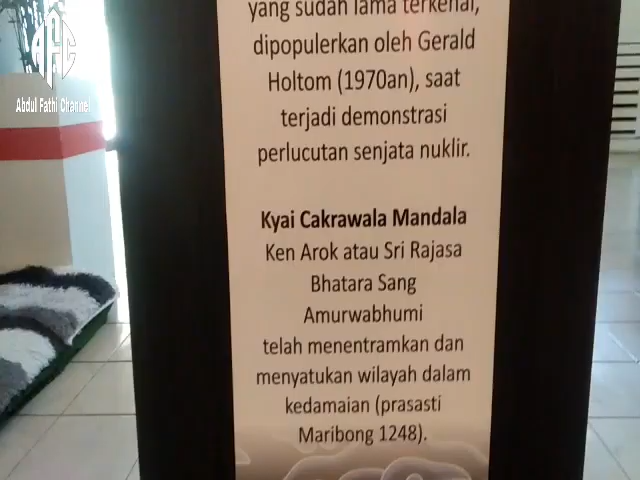 AFC
Abdul Fathi Channel
yang sudah lama terkenal,
dipopulerkan oleh Gerald
Holtom (1970an), saat
terjadi demonstrasi
perlucutan senjata nuklir.
Kyai Cakrawala Mandala
Ken Arok atau Sri Rajasa
Bhatara Sang
Amurwabhumi
telah menentramkan dan
menyatukan wilayah dalam
kedamaian (prasasti
Maribong 1248).